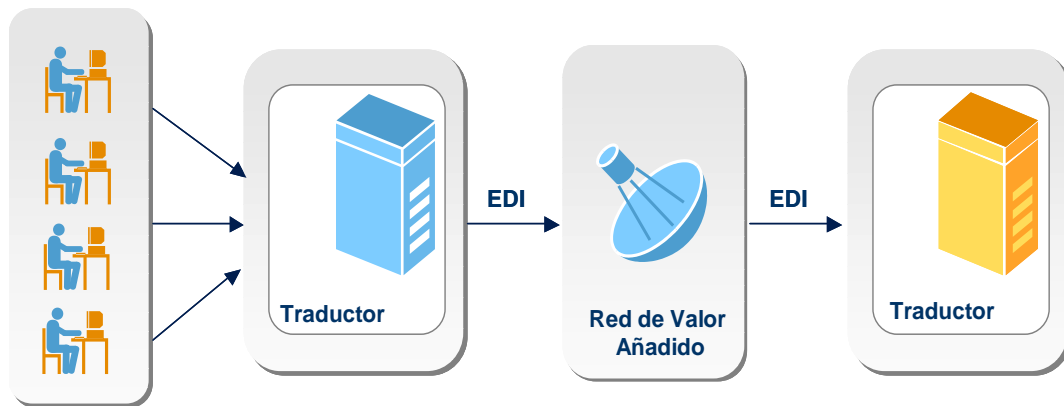 Traductor
EDI
Red de Valor
Añadido
EDI
Traductor